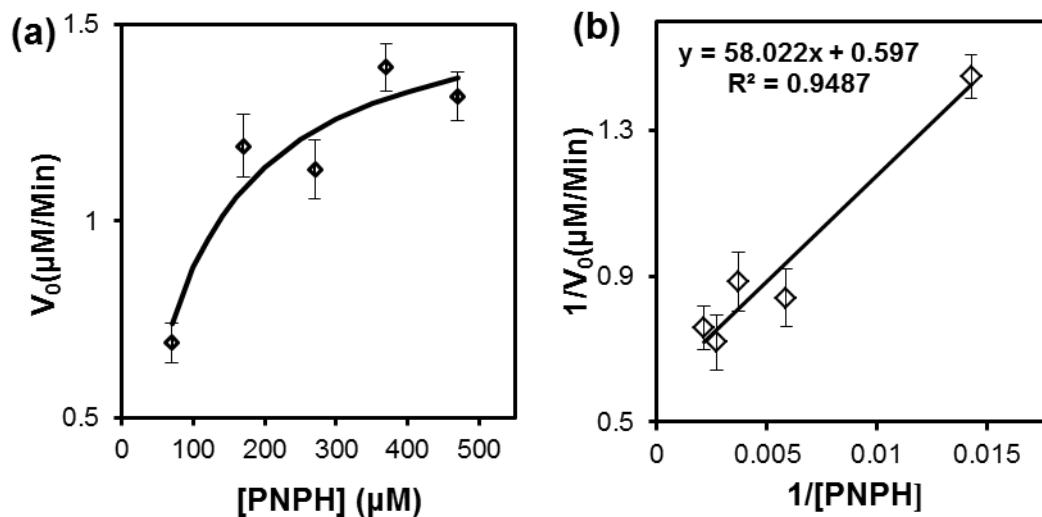 (a)
1.5
1
0.5
V₀(µM/Min)
0 100 200 300 400 500
[PNPH] (µM)
(b)
y = 58.022x + 0.597
R² = 0.9487
1.3
0.9
0.5
1/V₀(µM/Min)
0 0.005 0.01 0.015
1/[PNPH]